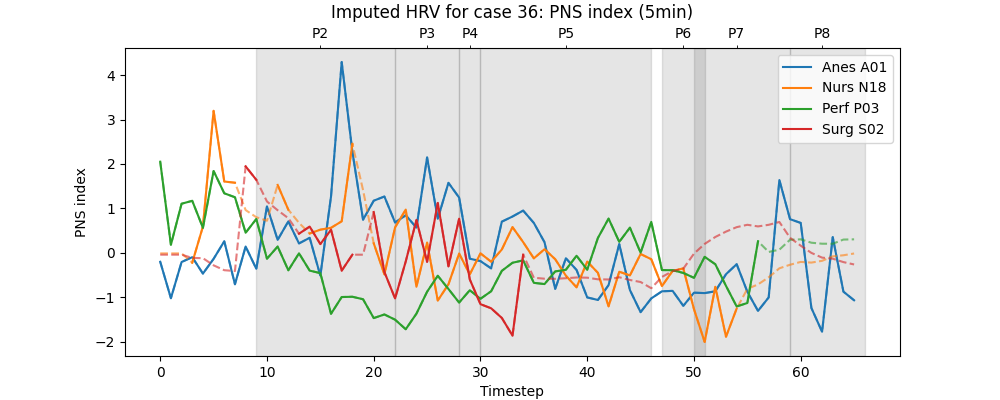 Imputed HRV for case 36: PNS index (5min)
P2 P3 P4 P5 P6 P7 P8
Anes A01
Nurs N18
Perf P03
Surg S02
PNS index
4
3
2
1
0
−1
−2
0 10 20 30 40 50 60
Timestep